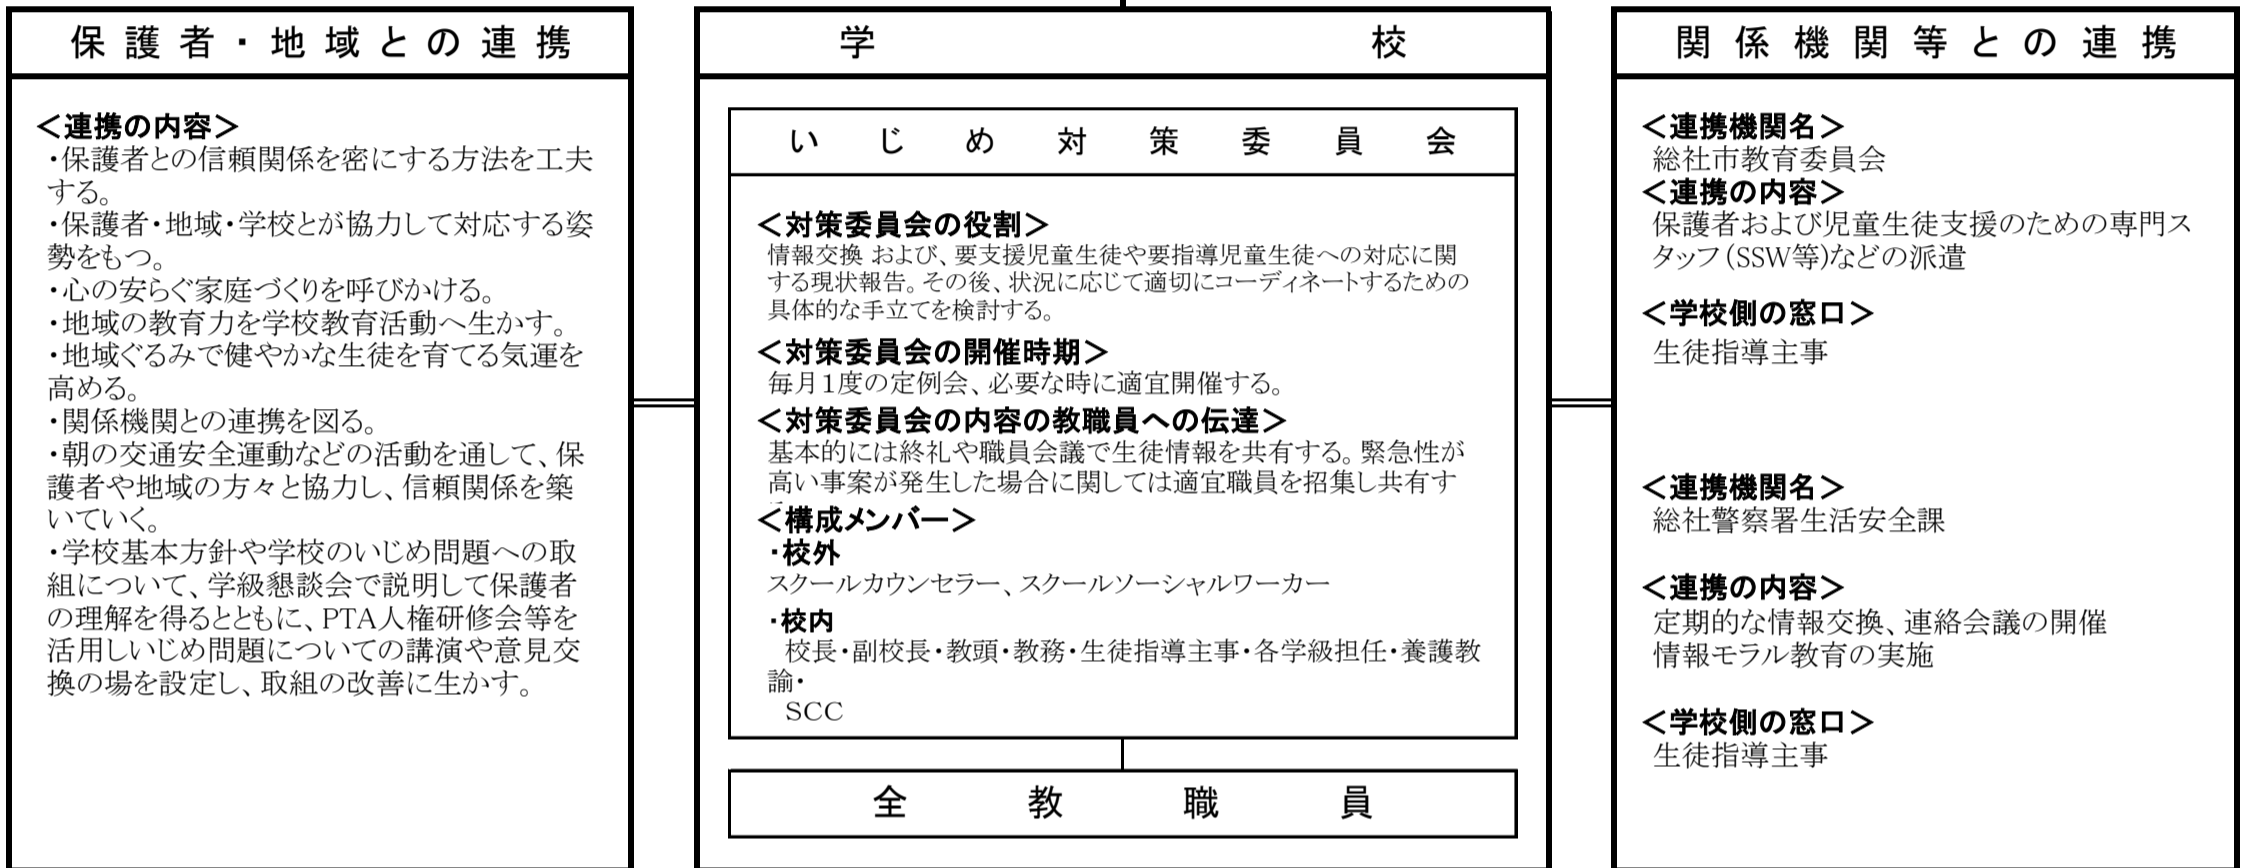 保護者・地域との連携
＜連携の内容＞
・保護者との信頼関係を密にする方法を工夫
する。
・保護者・地域・学校とが協力して対応する姿
勢をもつ。
・心の安らぐ家庭づくりを呼びかける。
・地域の教育力を学校教育活動へ生かす。
・地域ぐるみで健やかな生徒を育てる気運を
高める。
・関係機関との連携を図る。
・朝の交通安全運動などの活動を通して、保
護者や地域の方々と協力し、信頼関係を築
いていく。
・学校基本方針や学校のいじめ問題への取
組について、学級懇談会で説明して保護者
の理解を得るとともに、PTA人権研修会等を
活用しいじめ問題についての講演や意見交
換の場を設定し、取組の改善に生かす。
学校
いじめ対策委員会
＜対策委員会の役割＞
情報交換 および、要支援児童生徒や要指導児童生徒への対応に関
する現状報告。その後、状況に応じて適切にコーディネートするための
具体的な手立てを検討する。
＜対策委員会の開催時期＞
毎月1度の定例会、必要な時に適宜開催する。
＜対策委員会の内容の教職員への伝達＞
基本的には終礼や職員会議で生徒情報を共有する。緊急性が
高い事案が発生した場合に関しては適宜職員を招集し共有す
＜構成メンバー＞
・校外
スクールカウンセラー、スクールソーシャルワーカー
・校内
校長・副校長・教頭・教務・生徒指導主事・各学級担任・養護教
諭・
SCC
全教職員
関係機関等との連携
＜連携機関名＞
総社市教育委員会
＜連携の内容＞
保護者および児童生徒支援のための専門ス
タッフ（SSW等）などの派遣
＜学校側の窓口＞
生徒指導主事
＜連携機関名＞
総社警察署生活安全課
＜連携の内容＞
定期的な情報交換、連絡会議の開催
情報モラル教育の実施
＜学校側の窓口＞
生徒指導主事